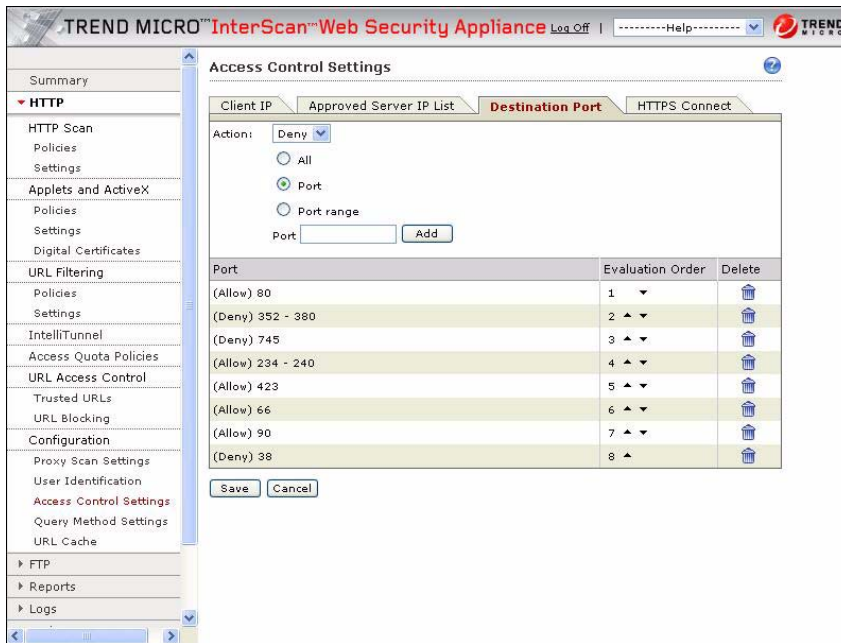 TREND MICRO™ InterScan™ Web Security Appliance Log Off | ---------Help---------
TREND
MICRO
Summary
HTTP
HTTP Scan
Policies
Settings
Applets and ActiveX
Policies
Settings
Digital Certificates
URL Filtering
Policies
Settings
IntelliTunnel
Access Quota Policies
URL Access Control
Trusted URLs
URL Blocking
Configuration
Proxy Scan Settings
User Identification
Access Control Settings
Query Method Settings
URL Cache
FTP
Reports
Logs
Access Control Settings
Client IP Approved Server IP List Destination Port HTTPS Connect
Action: Deny
All
Port
Port range
Port Add
Port Evaluation Order Delete
(Allow) 80 1
(Deny) 352 - 380 2
(Deny) 745 3
(Allow) 234 - 240 4
(Allow) 423 5
(Allow) 66 6
(Allow) 90 7
(Deny) 38 8
Save Cancel